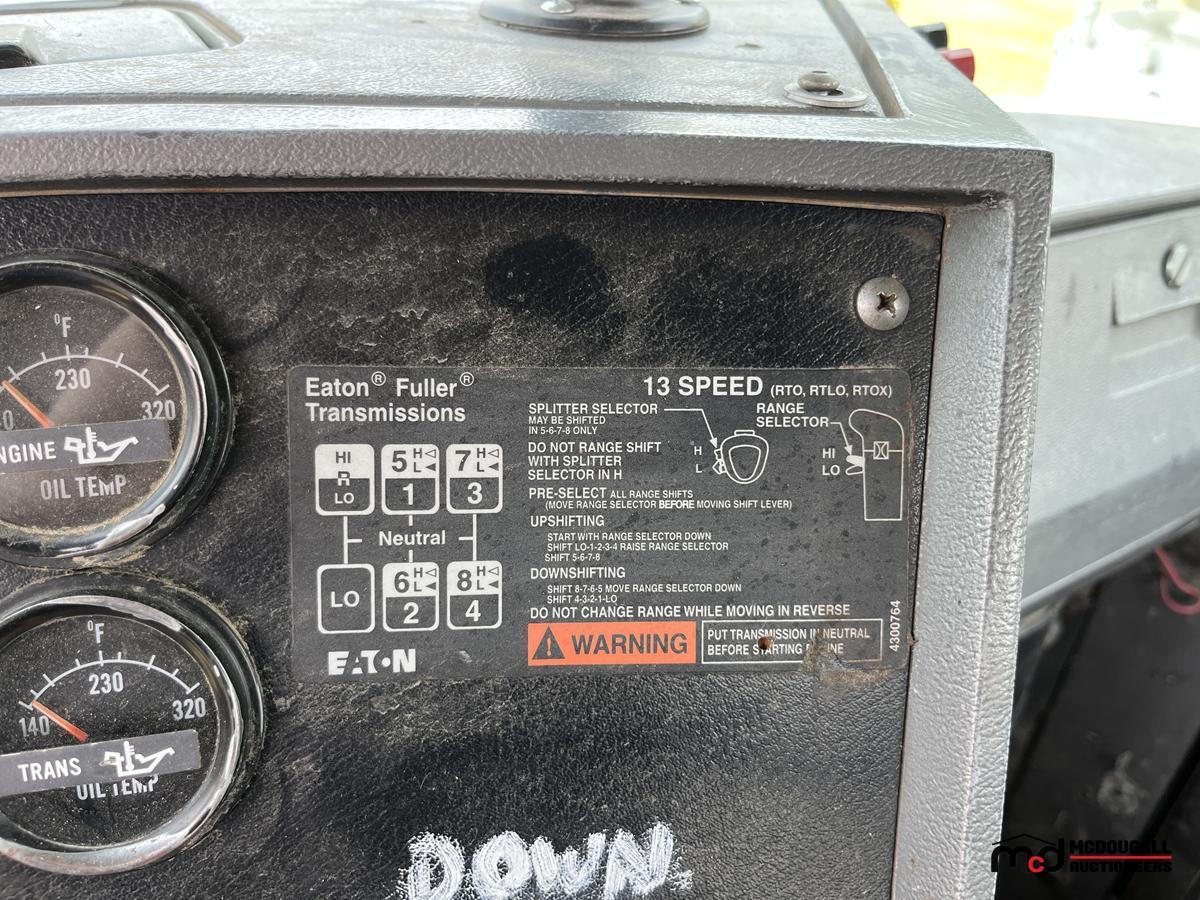 Eaton® Fuller®
Transmissions
13 SPEED (RTO, RTLO, RTOX)
SPLITTER SELECTOR
MAY BE SHIFTED
IN 5-6-7-8 ONLY
RANGE
SELECTOR
H
L
HI
LO
DO NOT RANGE SHIFT
WITH SPLITTER
SELECTOR IN H
PRE-SELECT ALL RANGE SHIFTS
(MOVE RANGE SELECTOR BEFORE MOVING SHIFT LEVER)
UPSHIFTING
START WITH RANGE SELECTOR DOWN
SHIFT LO-1-2-3-4 RAISE RANGE SELECTOR
SHIFT 5-6-7-8
DOWNSHIFTING
SHIFT 8-7-6-5 MOVE RANGE SELECTOR DOWN
SHIFT 4-3-2-1-LO
DO NOT CHANGE RANGE WHILE MOVING IN REVERSE
WARNING
PUT TRANSMISSION IN NEUTRAL
BEFORE STARTING ENGINE
4300764
HI
R
LO
5 H L
1
7 H L
3
Neutral
LO
6 H L
2
8 H L
4
EATON
°F
230
320
ENGINE
OIL TEMP
°F
140
230
320
TRANS
OIL TEMP
DOWN
mcd MCDOUGALL
AUCTIONEERS